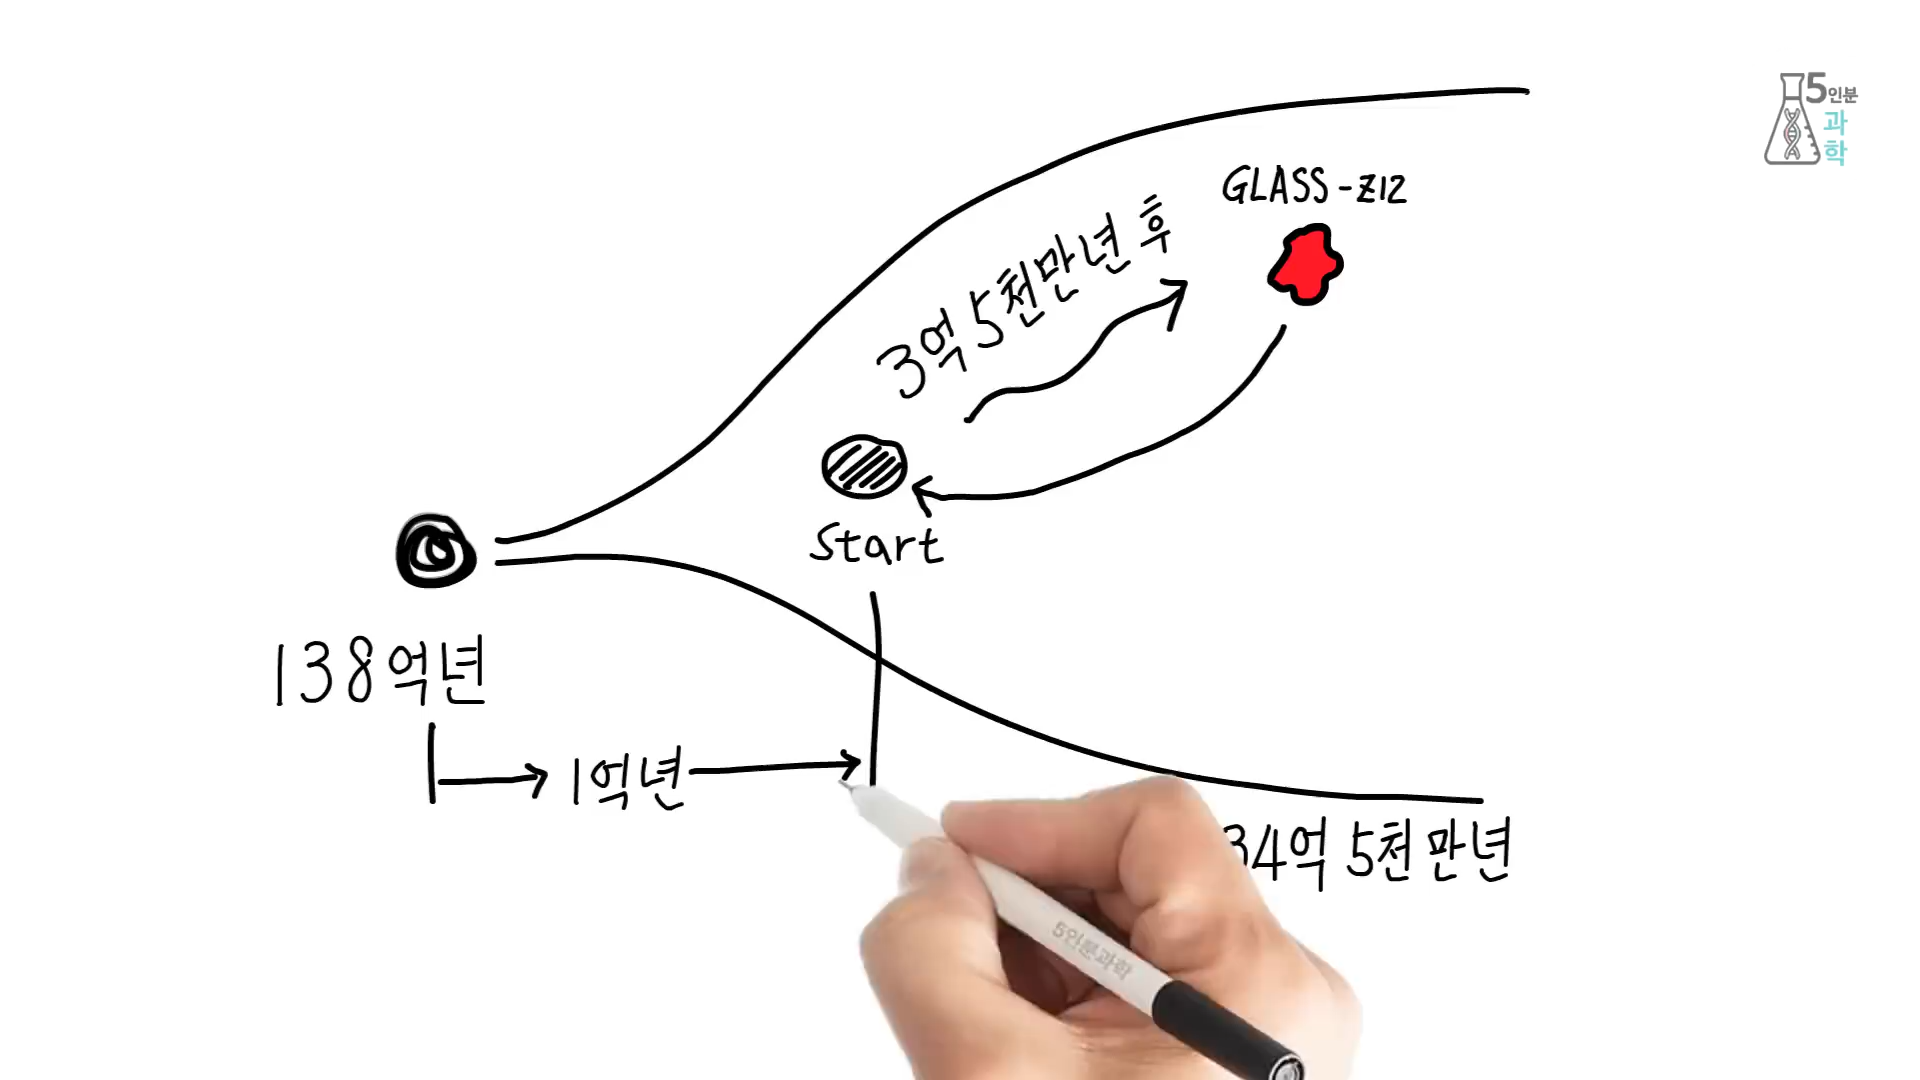 5인분
과
학
GLASS-Z12
3억 5천만년 후
Start
138억년
1억년
34억 5천만년
5인분과학